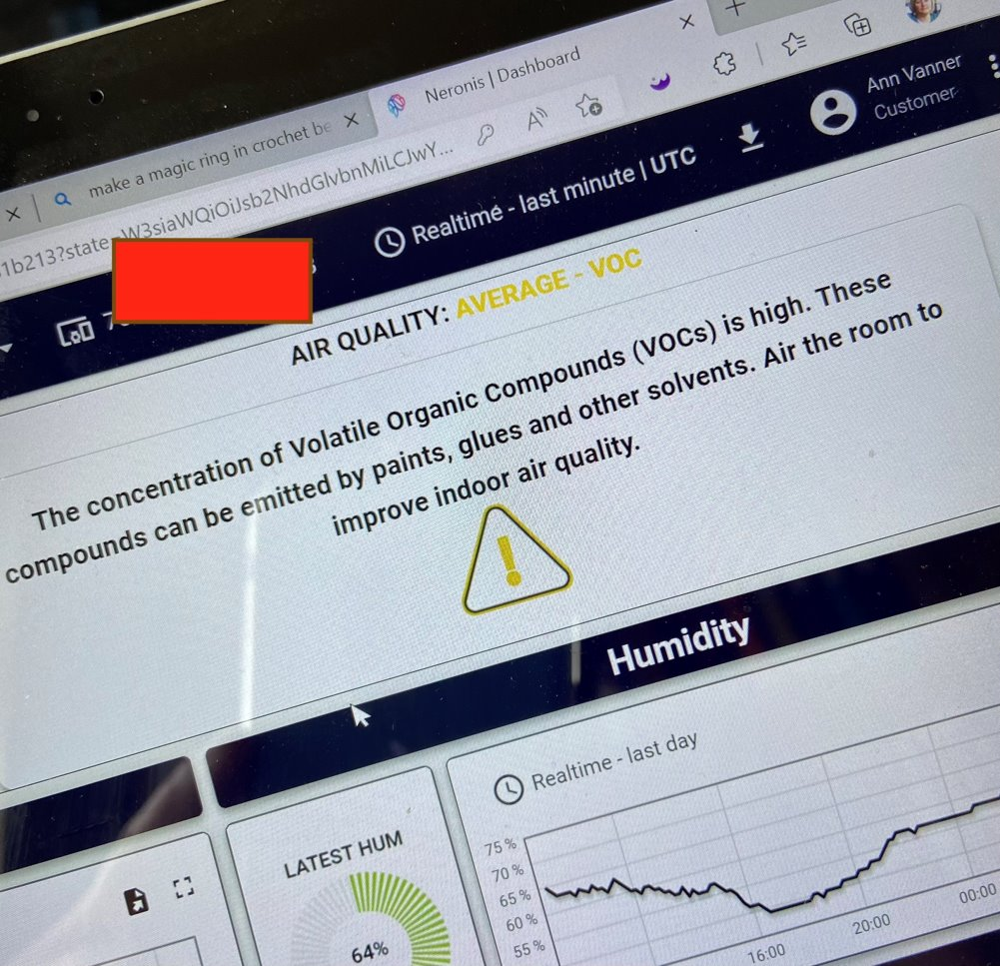 Neronis | Dashboard
make a magic ring in crochet be
1b213?state
W3siaWQiOiJsb2NhdGlvbnMiLCJwY...
Ann Vanner
Customer
Realtime - last minute | UTC
AIR QUALITY: AVERAGE - VOC
The concentration of Volatile Organic Compounds (VOCs) is high. These
compounds can be emitted by paints, glues and other solvents. Air the room to
improve indoor air quality.
Humidity
LATEST HUM
64%
Realtime - last day
75%
70%
65%
60%
55%
16:00
20:00
00:00